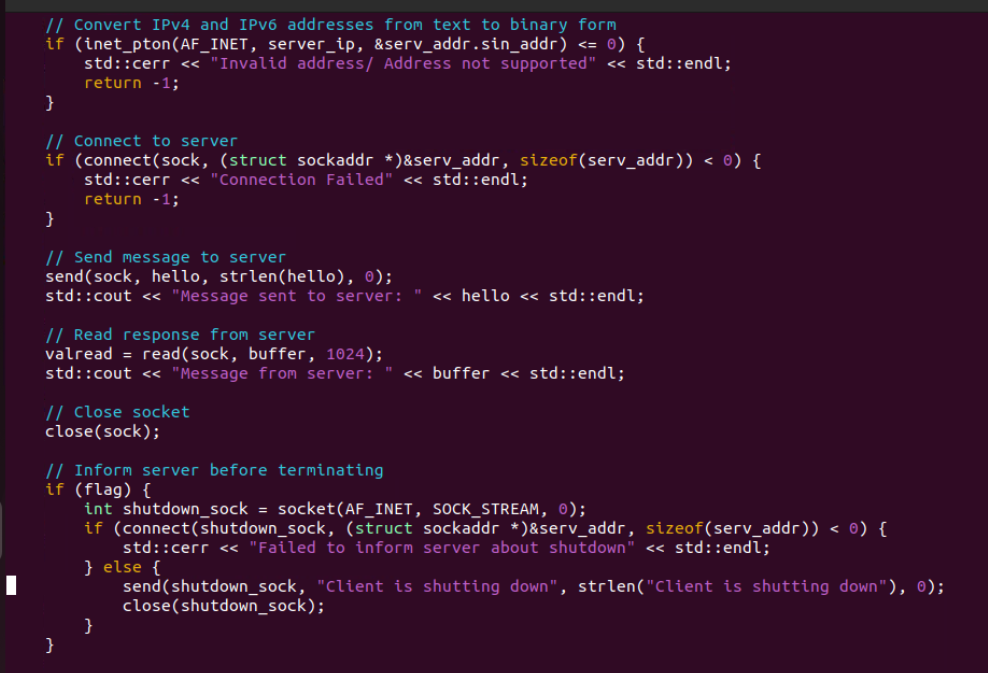 // Convert IPv4 and IPv6 addresses from text to binary form
if (inet_pton(AF_INET, server_ip, &serv_addr.sin_addr) <= 0) {
    std::cerr << "Invalid address/ Address not supported" << std::endl;
    return -1;
}

// Connect to server
if (connect(sock, (struct sockaddr *)&serv_addr, sizeof(serv_addr)) < 0) {
    std::cerr << "Connection Failed" << std::endl;
    return -1;
}

// Send message to server
send(sock, hello, strlen(hello), 0);
std::cout << "Message sent to server: " << hello << std::endl;

// Read response from server
valread = read(sock, buffer, 1024);
std::cout << "Message from server: " << buffer << std::endl;

// Close socket
close(sock);

// Inform server before terminating
if (flag) {
    int shutdown_sock = socket(AF_INET, SOCK_STREAM, 0);
    if (connect(shutdown_sock, (struct sockaddr *)&serv_addr, sizeof(serv_addr)) < 0) {
        std::cerr << "Failed to inform server about shutdown" << std::endl;
    } else {
        send(shutdown_sock, "Client is shutting down", strlen("Client is shutting down"), 0);
        close(shutdown_sock);
    }
}